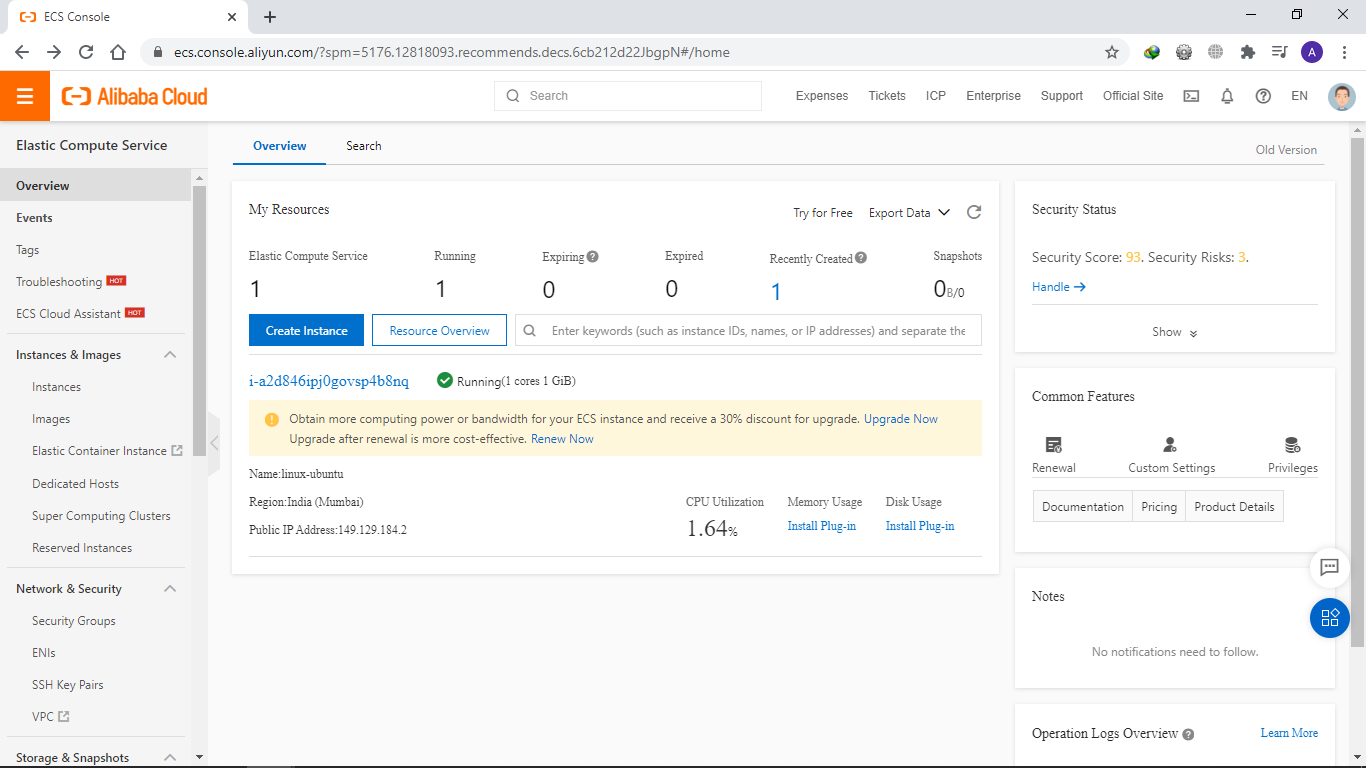 ECS Console
ecs.console.aliyun.com/?spm=5176.12818093.recommends.decs.6cb212d22JbgpN#/home
A
Alibaba Cloud
Search
Expenses
Tickets
ICP
Enterprise
Support
Official Site
EN
Elastic Compute Service
Overview
Events
Tags
Troubleshooting HOT
ECS Cloud Assistant HOT
Instances & Images
Instances
Images
Elastic Container Instance
Dedicated Hosts
Super Computing Clusters
Reserved Instances
Network & Security
Security Groups
ENIs
SSH Key Pairs
VPC
Storage & Snapshots
Overview
Search
Old Version
My Resources
Try for Free
Export Data
Elastic Compute Service
1
Running
1
Expiring
0
Expired
0
Recently Created
1
Snapshots
0B/0
Create Instance
Resource Overview
Enter keywords (such as instance IDs, names, or IP addresses) and separate the
i-a2d846ipj0govsp4b8nq
Running(1 cores 1 GiB)
Obtain more computing power or bandwidth for your ECS instance and receive a 30% discount for upgrade. Upgrade Now
Upgrade after renewal is more cost-effective. Renew Now
Name:linux-ubuntu
Region:India (Mumbai)
Public IP Address:149.129.184.2
CPU Utilization
1.64%
Memory Usage
Install Plug-in
Disk Usage
Install Plug-in
Security Status
Security Score: 93. Security Risks: 3.
Handle
Show
Common Features
Renewal
Custom Settings
Privileges
Documentation
Pricing
Product Details
Notes
No notifications need to follow.
Operation Logs Overview
Learn More